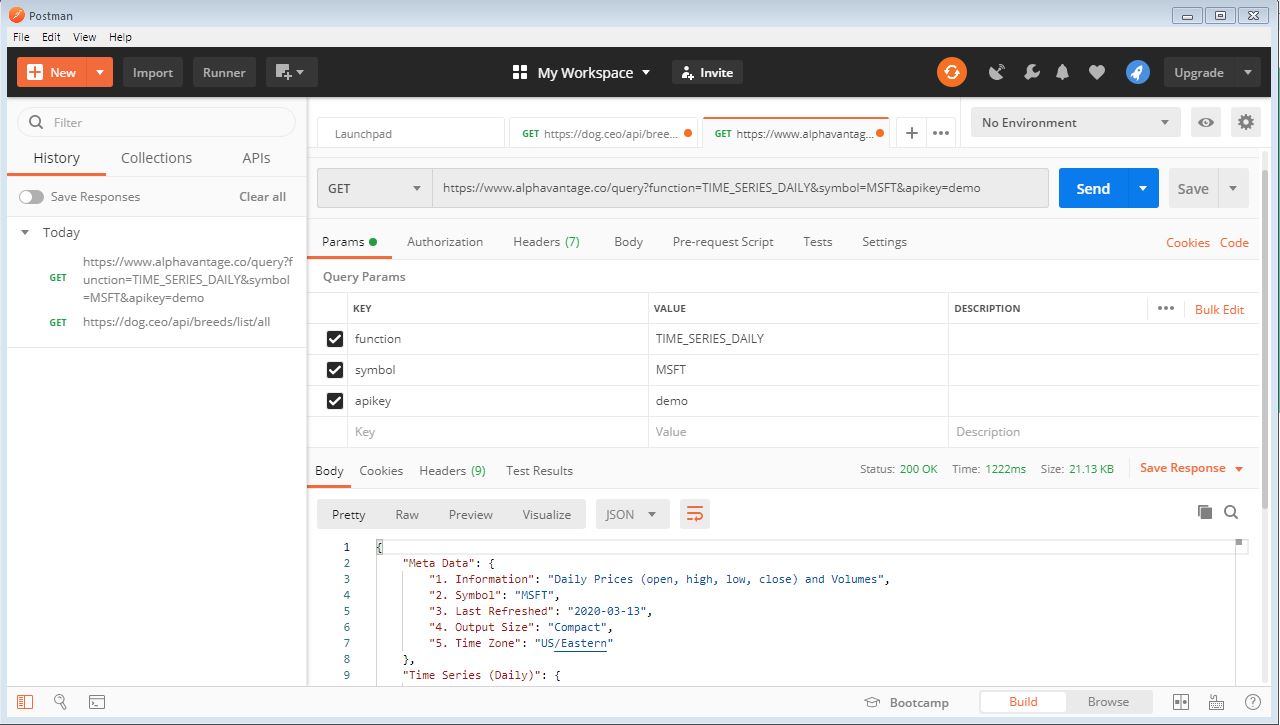 Postman
File Edit View Help
New Import Runner My Workspace Invite Upgrade
Filter
History Collections APIs
Save Responses Clear all
Today
GET https://www.alphavantage.co/query?f
unction=TIME_SERIES_DAILY&symbol
=MSFT&apikey=demo
GET https://dog.ceo/api/breeds/list/all
Launchpad GET https://dog.ceo/api/bree... GET https://www.alphavantag... + ••• No Environment
GET https://www.alphavantage.co/query?function=TIME_SERIES_DAILY&symbol=MSFT&apikey=demo Send Save
Params Authorization Headers (7) Body Pre-request Script Tests Settings Cookies Code
Query Params
KEY VALUE DESCRIPTION ••• Bulk Edit
function TIME_SERIES_DAILY
symbol MSFT
apikey demo
Key Value Description
Body Cookies Headers (9) Test Results Status: 200 OK Time: 1222ms Size: 21.13 KB Save Response
Pretty Raw Preview Visualize JSON
1 {
2 "Meta Data": {
3 "1. Information": "Daily Prices (open, high, low, close) and Volumes",
4 "2. Symbol": "MSFT",
5 "3. Last Refreshed": "2020-03-13",
6 "4. Output Size": "Compact",
7 "5. Time Zone": "US/Eastern"
8 },
9 "Time Series (Daily)": {
Bootcamp Build Browse ?